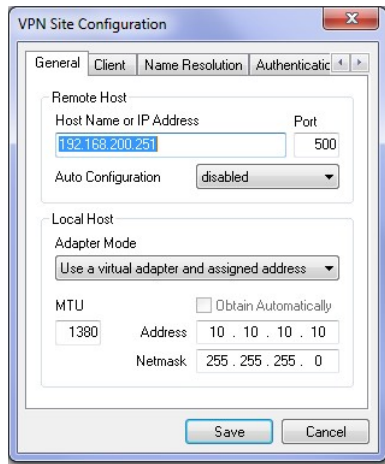 VPN Site Configuration
General Client Name Resolution Authenticatic
Remote Host
Host Name or IP Address Port
192.168.200.251 500
Auto Configuration disabled
Local Host
Adapter Mode
Use a virtual adapter and assigned address
MTU Obtain Automatically
1380 Address 10 . 10 . 10 . 10
Netmask 255 . 255 . 255 . 0
Save Cancel